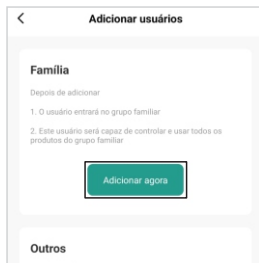 Adicionar usuários
Família
Depois de adicionar
1. O usuário entrará no grupo familiar
2. Este usuário será capaz de controlar e usar todos os
produtos do grupo familiar
Adicionar agora
Outros